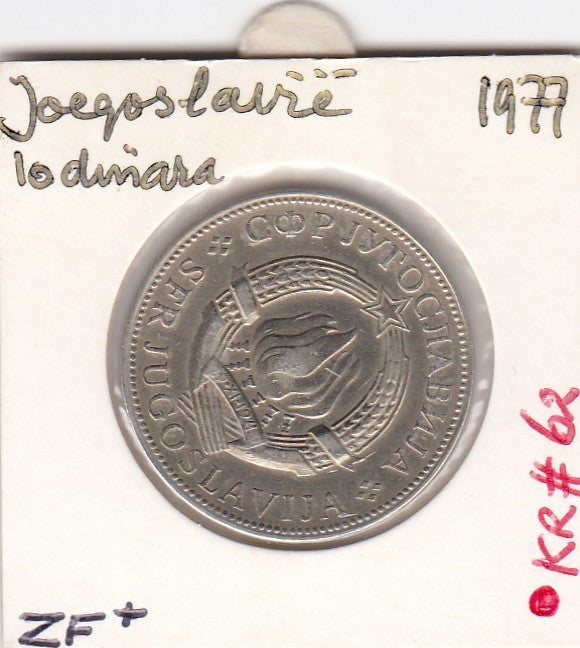 Joegoslavië 1977
10 dinara
СФР ЈУГОСЛАВИЈА
SFR JUGOSLAVIJA
KR#62
ZF+